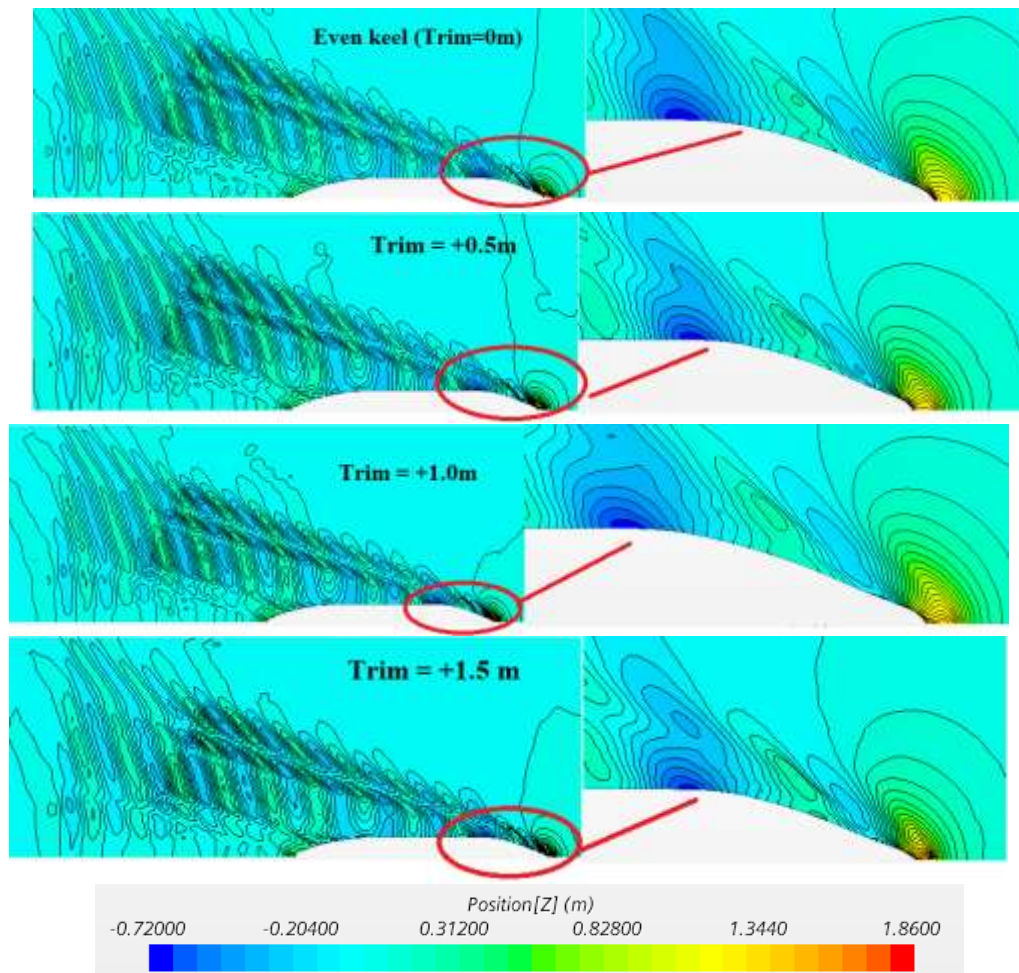 Even keel (Trim=0m)
Trim = +0.5m
Trim = +1.0m
Trim = +1.5 m
Position[Z] (m)
-0.72000 -0.20400 0.31200 0.82800 1.3440 1.8600